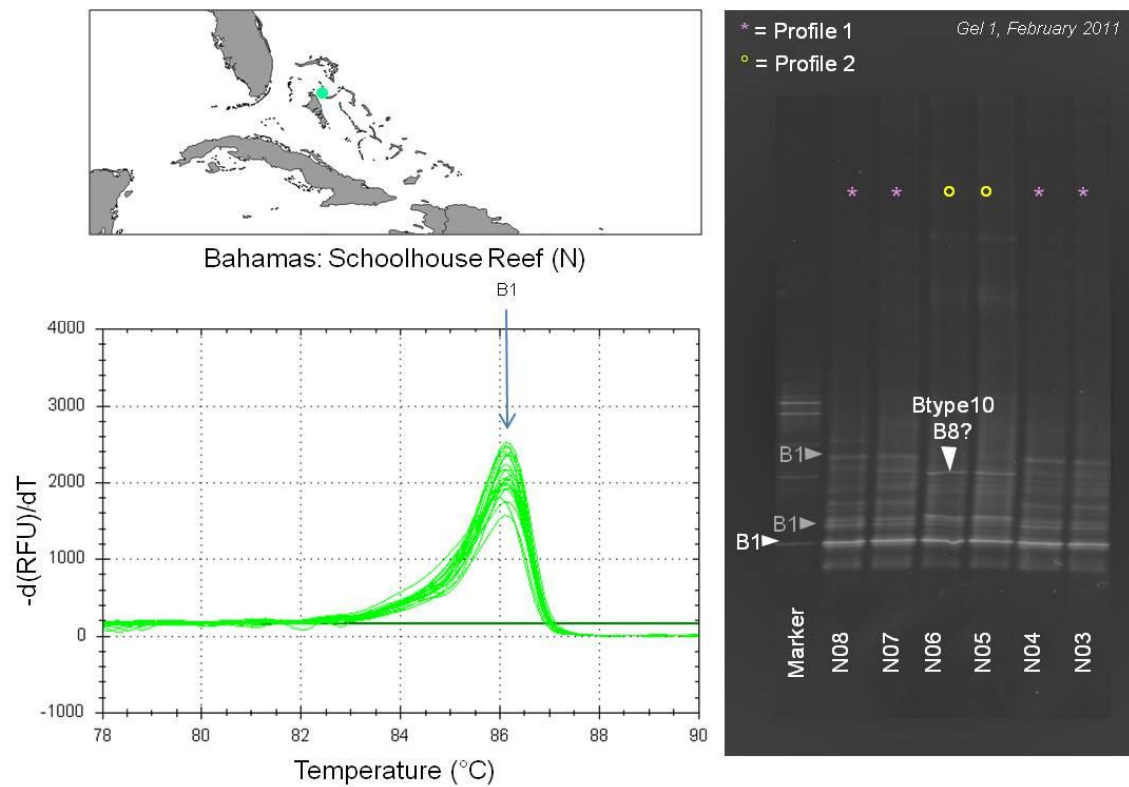 Bahamas: Schoolhouse Reef (N)
B1
4000
3000
2000
1000
0
-1000
-d(RFU)/dT
78 80 82 84 86 88 90
Temperature (°C)
* = Profile 1
Gel 1, February 2011
° = Profile 2
* * ° ° * *
Btype10
B8?
B1
B1
B1
Marker
N08
N07
N06
N05
N04
N03